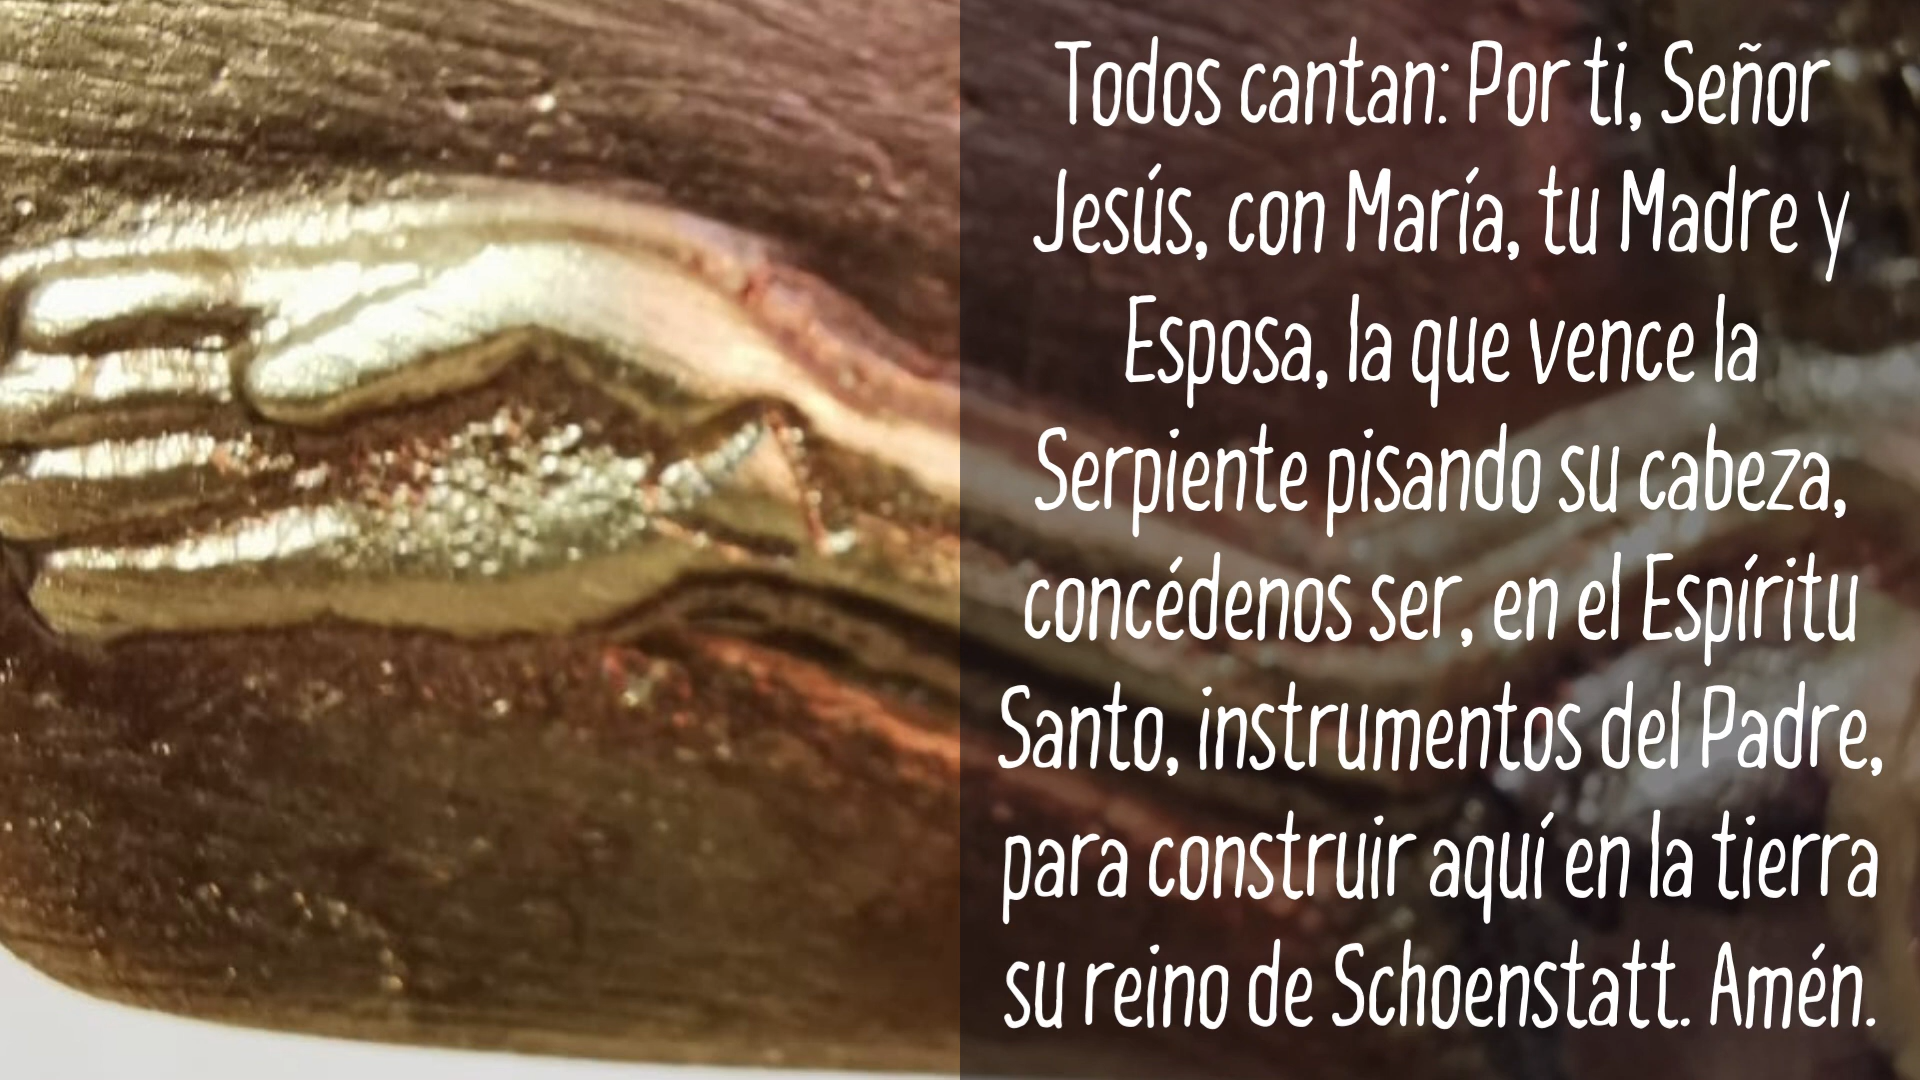 Todos cantan: Por ti, Señor
Jesús, con María, tu Madre y
Esposa, la que vence la
Serpiente pisando su cabeza,
concédenos ser, en el Espíritu
Santo, instrumentos del Padre,
para construir aquí en la tierra
su reino de Schoenstatt. Amén.